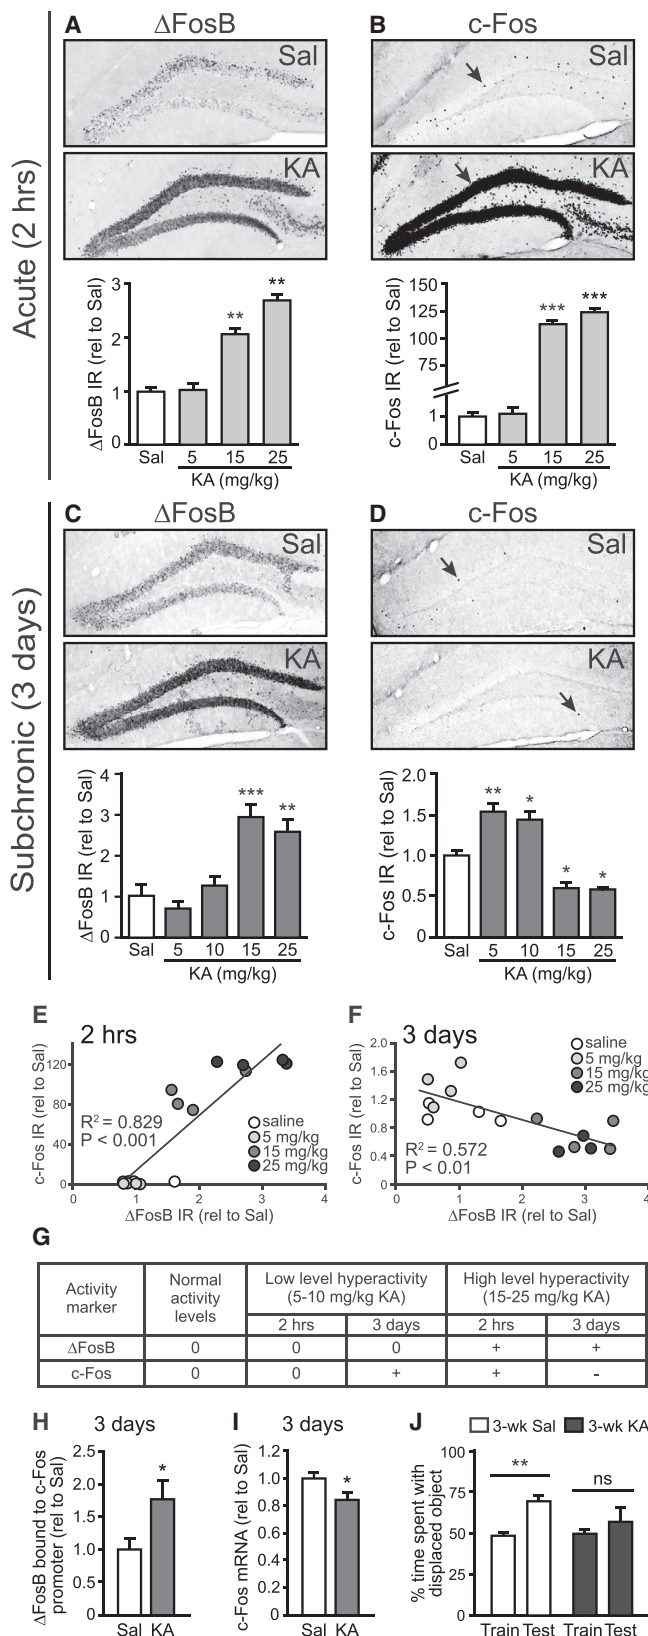 Acute (2 hrs)
A
ΔFosB
Sal
KA
ΔFosB IR (rel to Sal)
3
2
1
0
**
**
Sal 5 15 25
KA (mg/kg)
B
c-Fos
Sal
KA
c-Fos IR (rel to Sal)
150
125
100
75
1
0
***
***
Sal 5 15 25
KA (mg/kg)
Subchronic (3 days)
C
ΔFosB
Sal
KA
ΔFosB IR (rel to Sal)
4
3
2
1
0
***
**
Sal 5 10 15 25
KA (mg/kg)
D
c-Fos
Sal
KA
c-Fos IR (rel to Sal)
2.0
1.5
1.0
0.5
0
**
*
*
*
Sal 5 10 15 25
KA (mg/kg)
E
2 hrs
c-Fos IR (rel to Sal)
120
80
40
0
R² = 0.829
P < 0.001
saline
5 mg/kg
15 mg/kg
25 mg/kg
0 1 2 3 4
ΔFosB IR (rel to Sal)
F
3 days
c-Fos IR (rel to Sal)
2.0
1.6
1.2
0.8
0.4
0
saline
5 mg/kg
15 mg/kg
25 mg/kg
R² = 0.572
P < 0.01
0 1 2 3 4
ΔFosB IR (rel to Sal)
G
Activity marker
Normal activity levels
Low level hyperactivity (5-10 mg/kg KA)
High level hyperactivity (15-25 mg/kg KA)
2 hrs 3 days 2 hrs 3 days
ΔFosB 0 0 0 + +
c-Fos 0 0 + + -
H
3 days
ΔFosB bound to c-Fos
promoter (rel to Sal)
2.5
2.0
1.5
1.0
0.5
0
*
Sal KA
I
3 days
c-Fos mRNA (rel to Sal)
1.2
1.0
0.8
0.6
0.4
0.2
0
*
Sal KA
J
3-wk Sal 3-wk KA
% time spent with
displaced object
100
75
50
25
0
**
ns
Train Test Train Test